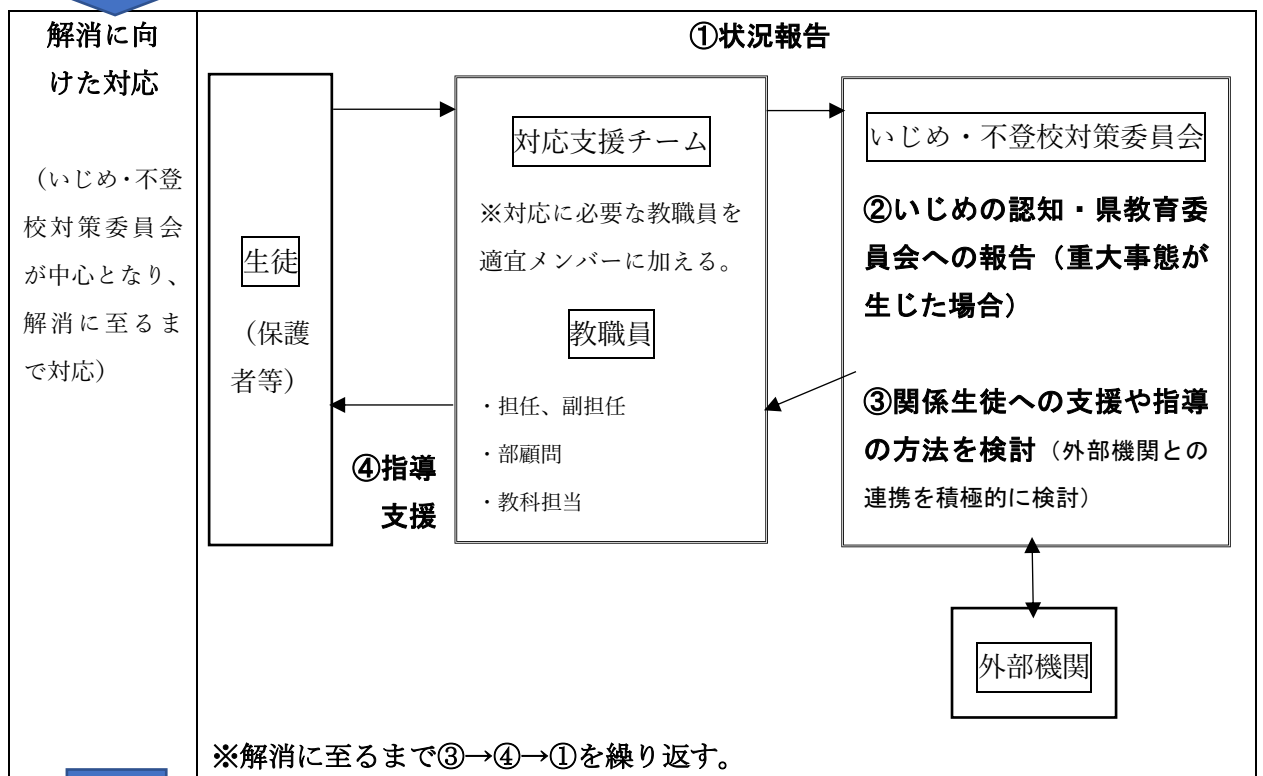 解消に向
けた対応
（いじめ・不登
校対策委員会
が中心となり、
解消に至るま
で対応）
①状況報告
生徒
（保護
者等）
対応支援チーム
※対応に必要な教職員を
適宜メンバーに加える。
教職員
・担任、副担任
・部顧問
・教科担当
④指導
支援
いじめ・不登校対策委員会
②いじめの認知・県教育委
員会への報告（重大事態が
生じた場合）
③関係生徒への支援や指導
の方法を検討（外部機関との
連携を積極的に検討）
外部機関
※解消に至るまで③→④→①を繰り返す。